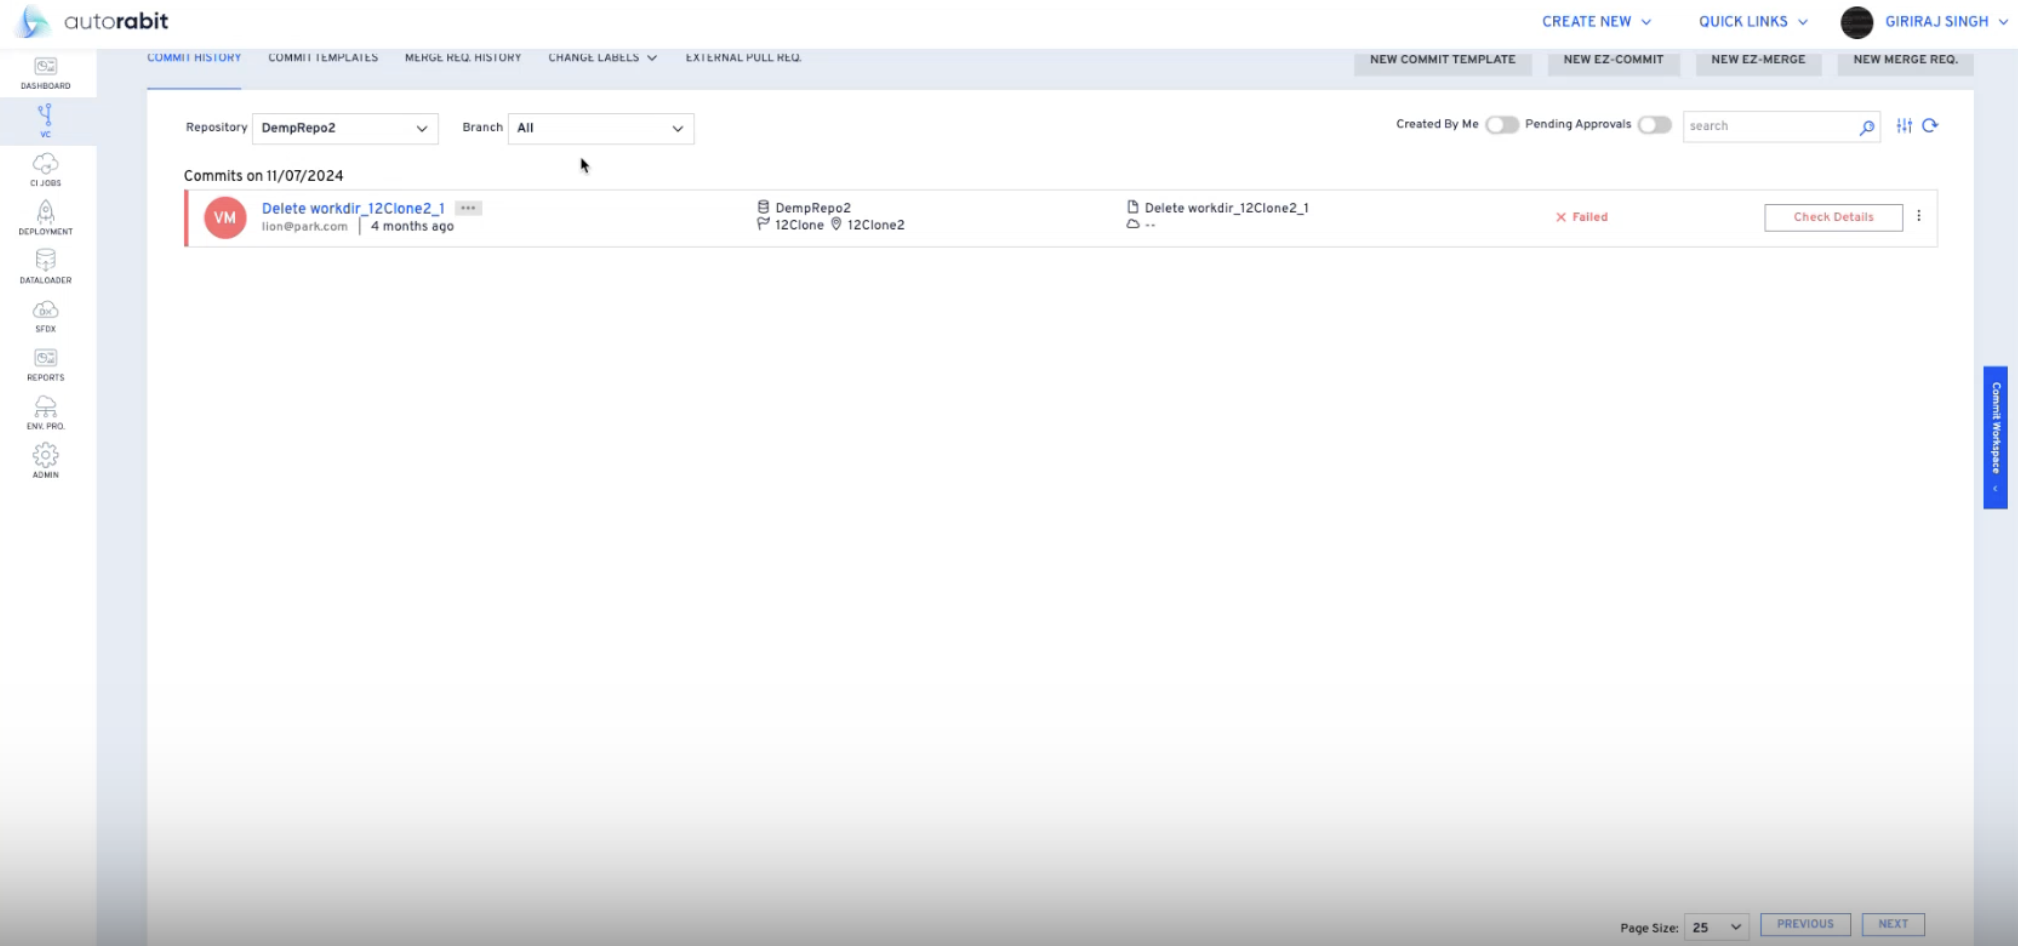 autorabit
CREATE NEW
QUICK LINKS
GIRIRAJ SINGH
COMMIT HISTORY
COMMIT TEMPLATES
MERGE REQ. HISTORY
CHANGE LABELS
EXTERNAL PULL REQ.
NEW COMMIT TEMPLATE
NEW EZ-COMMIT
NEW EZ-MERGE
NEW MERGE REQ.
DASHBOARD
VC
CI JOBS
DEPLOYMENT
DATALOADER
SFDX
REPORTS
ENV. PRO.
ADMIN
Repository DempRepo2
Branch All
Created By Me
Pending Approvals
search
Commits on 11/07/2024
VM
Delete workdir_12Clone2_1 •••
lion@park.com | 4 months ago
DempRepo2
12Clone 12Clone2
Delete workdir_12Clone2_1
--
Failed
Check Details
Commit Workspace
Page Size: 25
PREVIOUS
NEXT